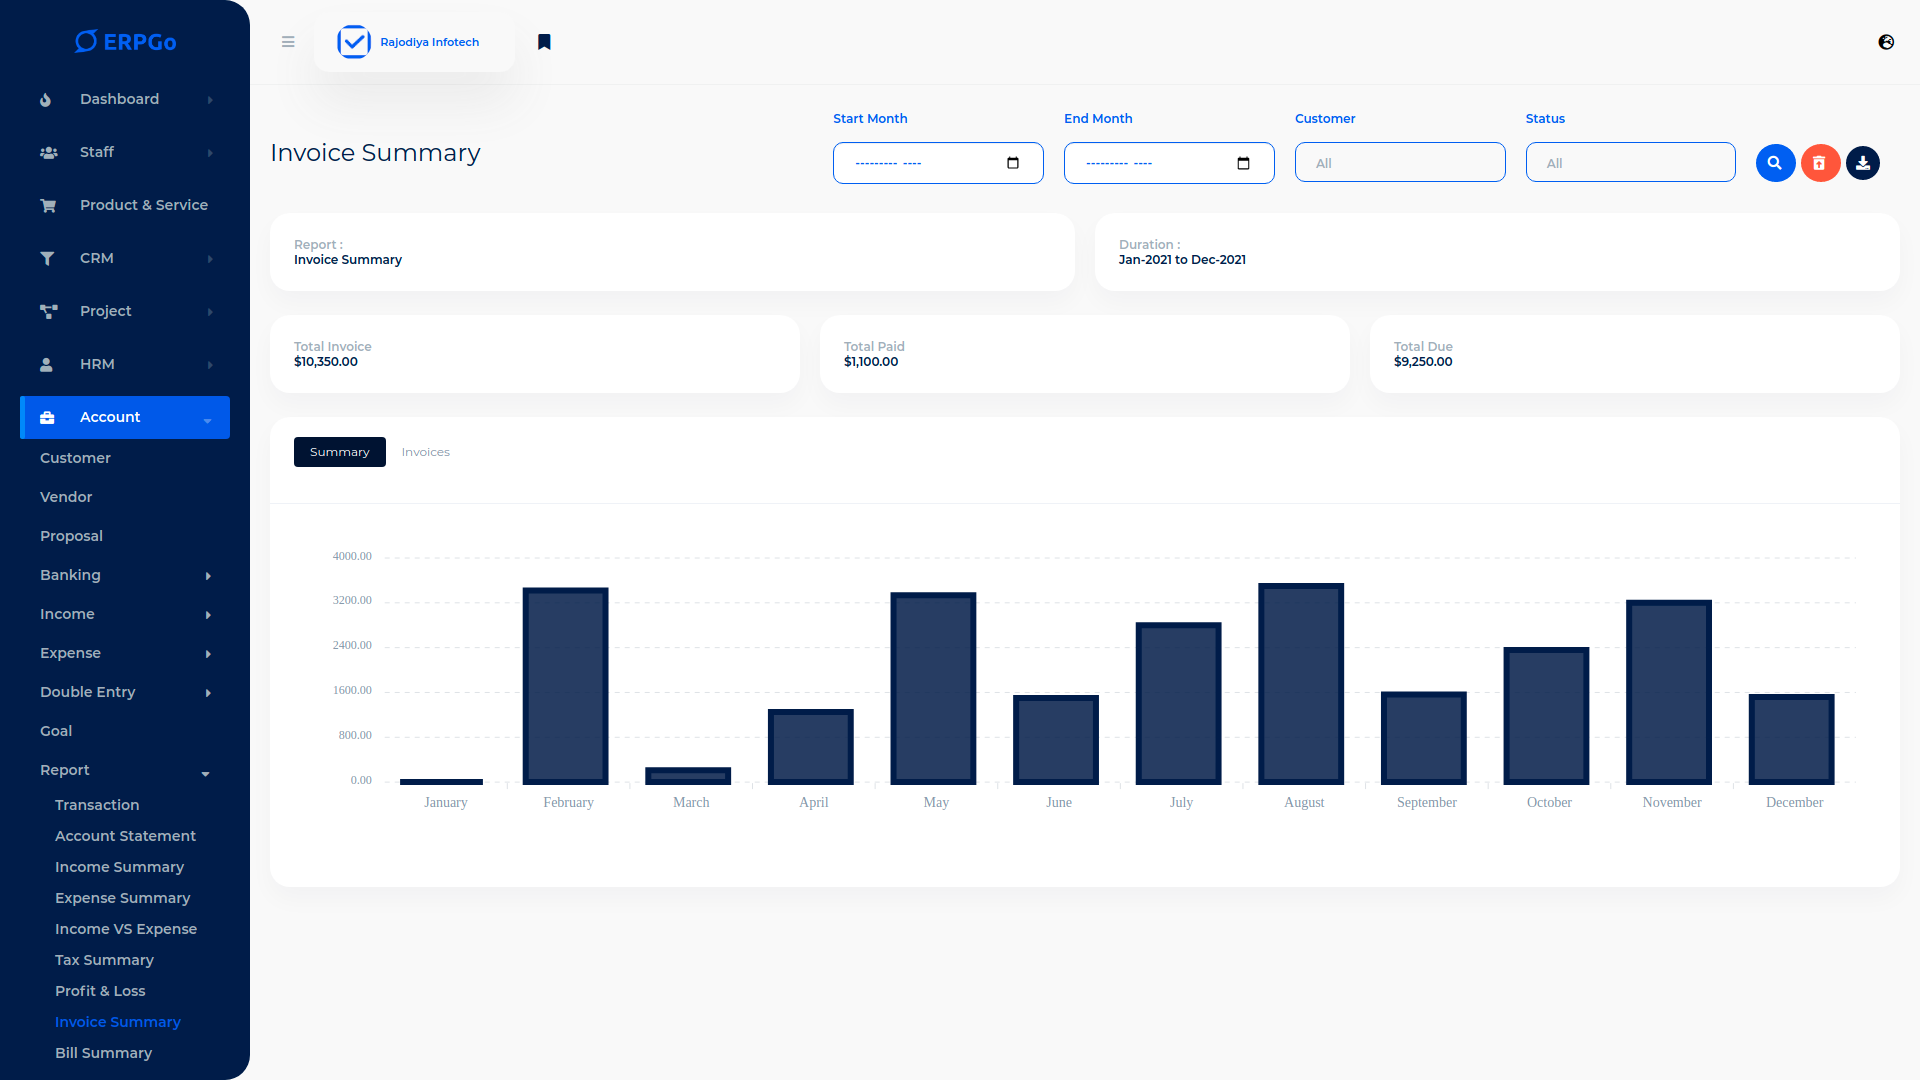 ERPGo
Dashboard
Staff
Product & Service
CRM
Project
HRM
Account
Customer
Vendor
Proposal
Banking
Income
Expense
Double Entry
Goal
Report
Transaction
Account Statement
Income Summary
Expense Summary
Income VS Expense
Tax Summary
Profit & Loss
Invoice Summary
Bill Summary
Rajodiya Infotech
Invoice Summary
Start Month
End Month
Customer
Status
--------- ----
--------- ----
All
All
Report :
Invoice Summary
Duration :
Jan-2021 to Dec-2021
Total Invoice
$10,350.00
Total Paid
$1,100.00
Total Due
$9,250.00
Summary
Invoices
4000.00
3200.00
2400.00
1600.00
800.00
0.00
January
February
March
April
May
June
July
August
September
October
November
December